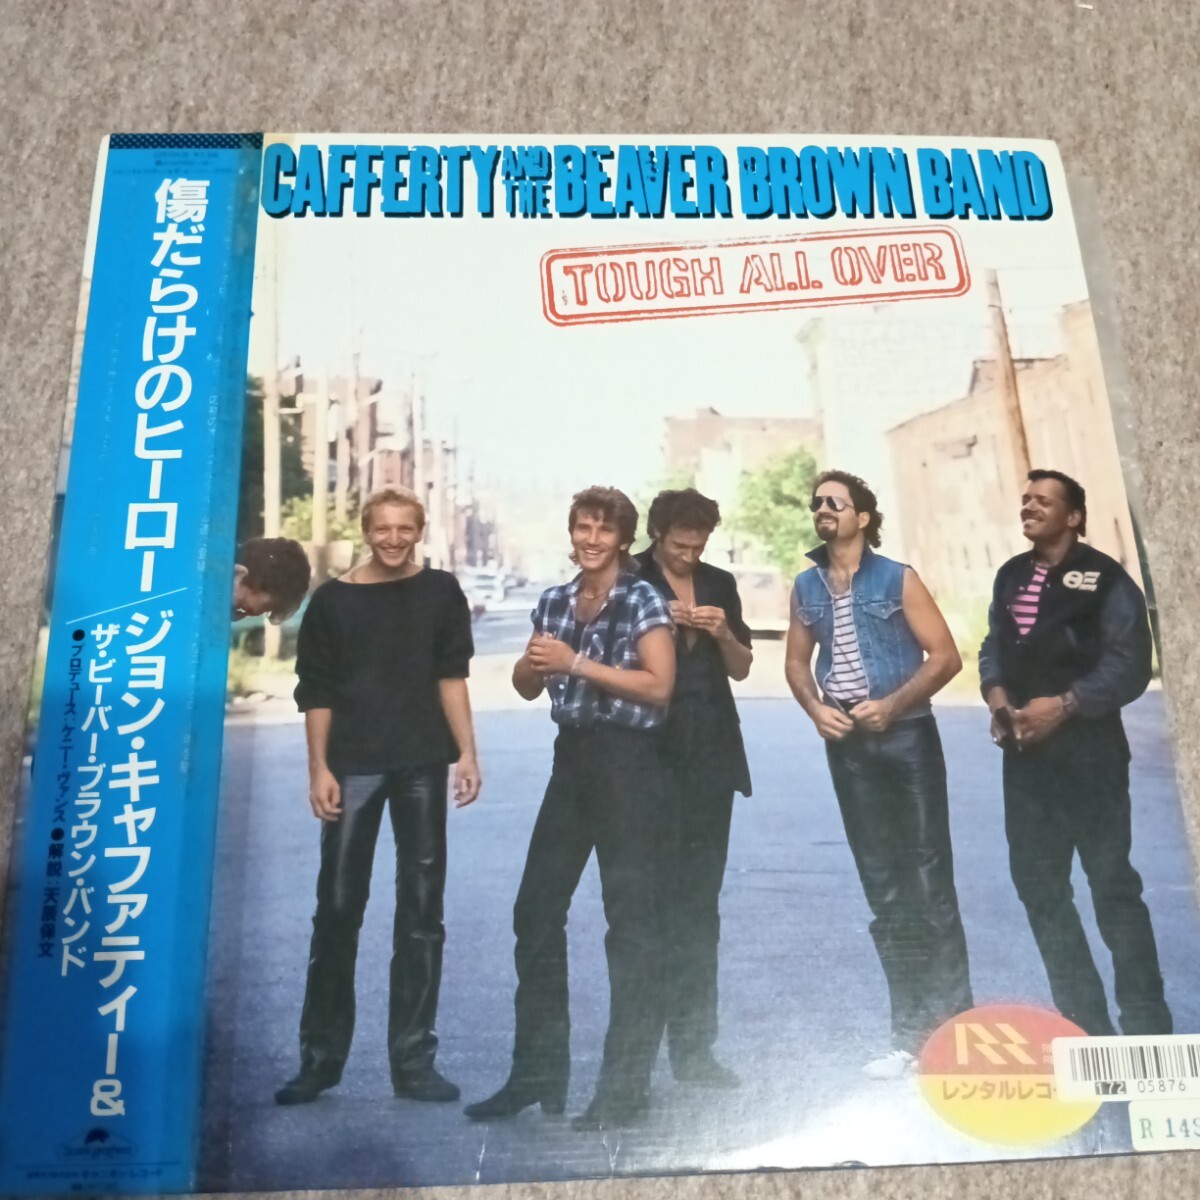 CAFFERTY AND THE BEAVER BROWN BAND
TOUGH ALL OVER
傷だらけのヒーロー/ジョン・キャファティー&
ザ・ビーバー・ブラウン・バンド
●プロデュース:ケニー・ヴァンス●解説:天辰保文
レンタルレコ
172 05876
R 143